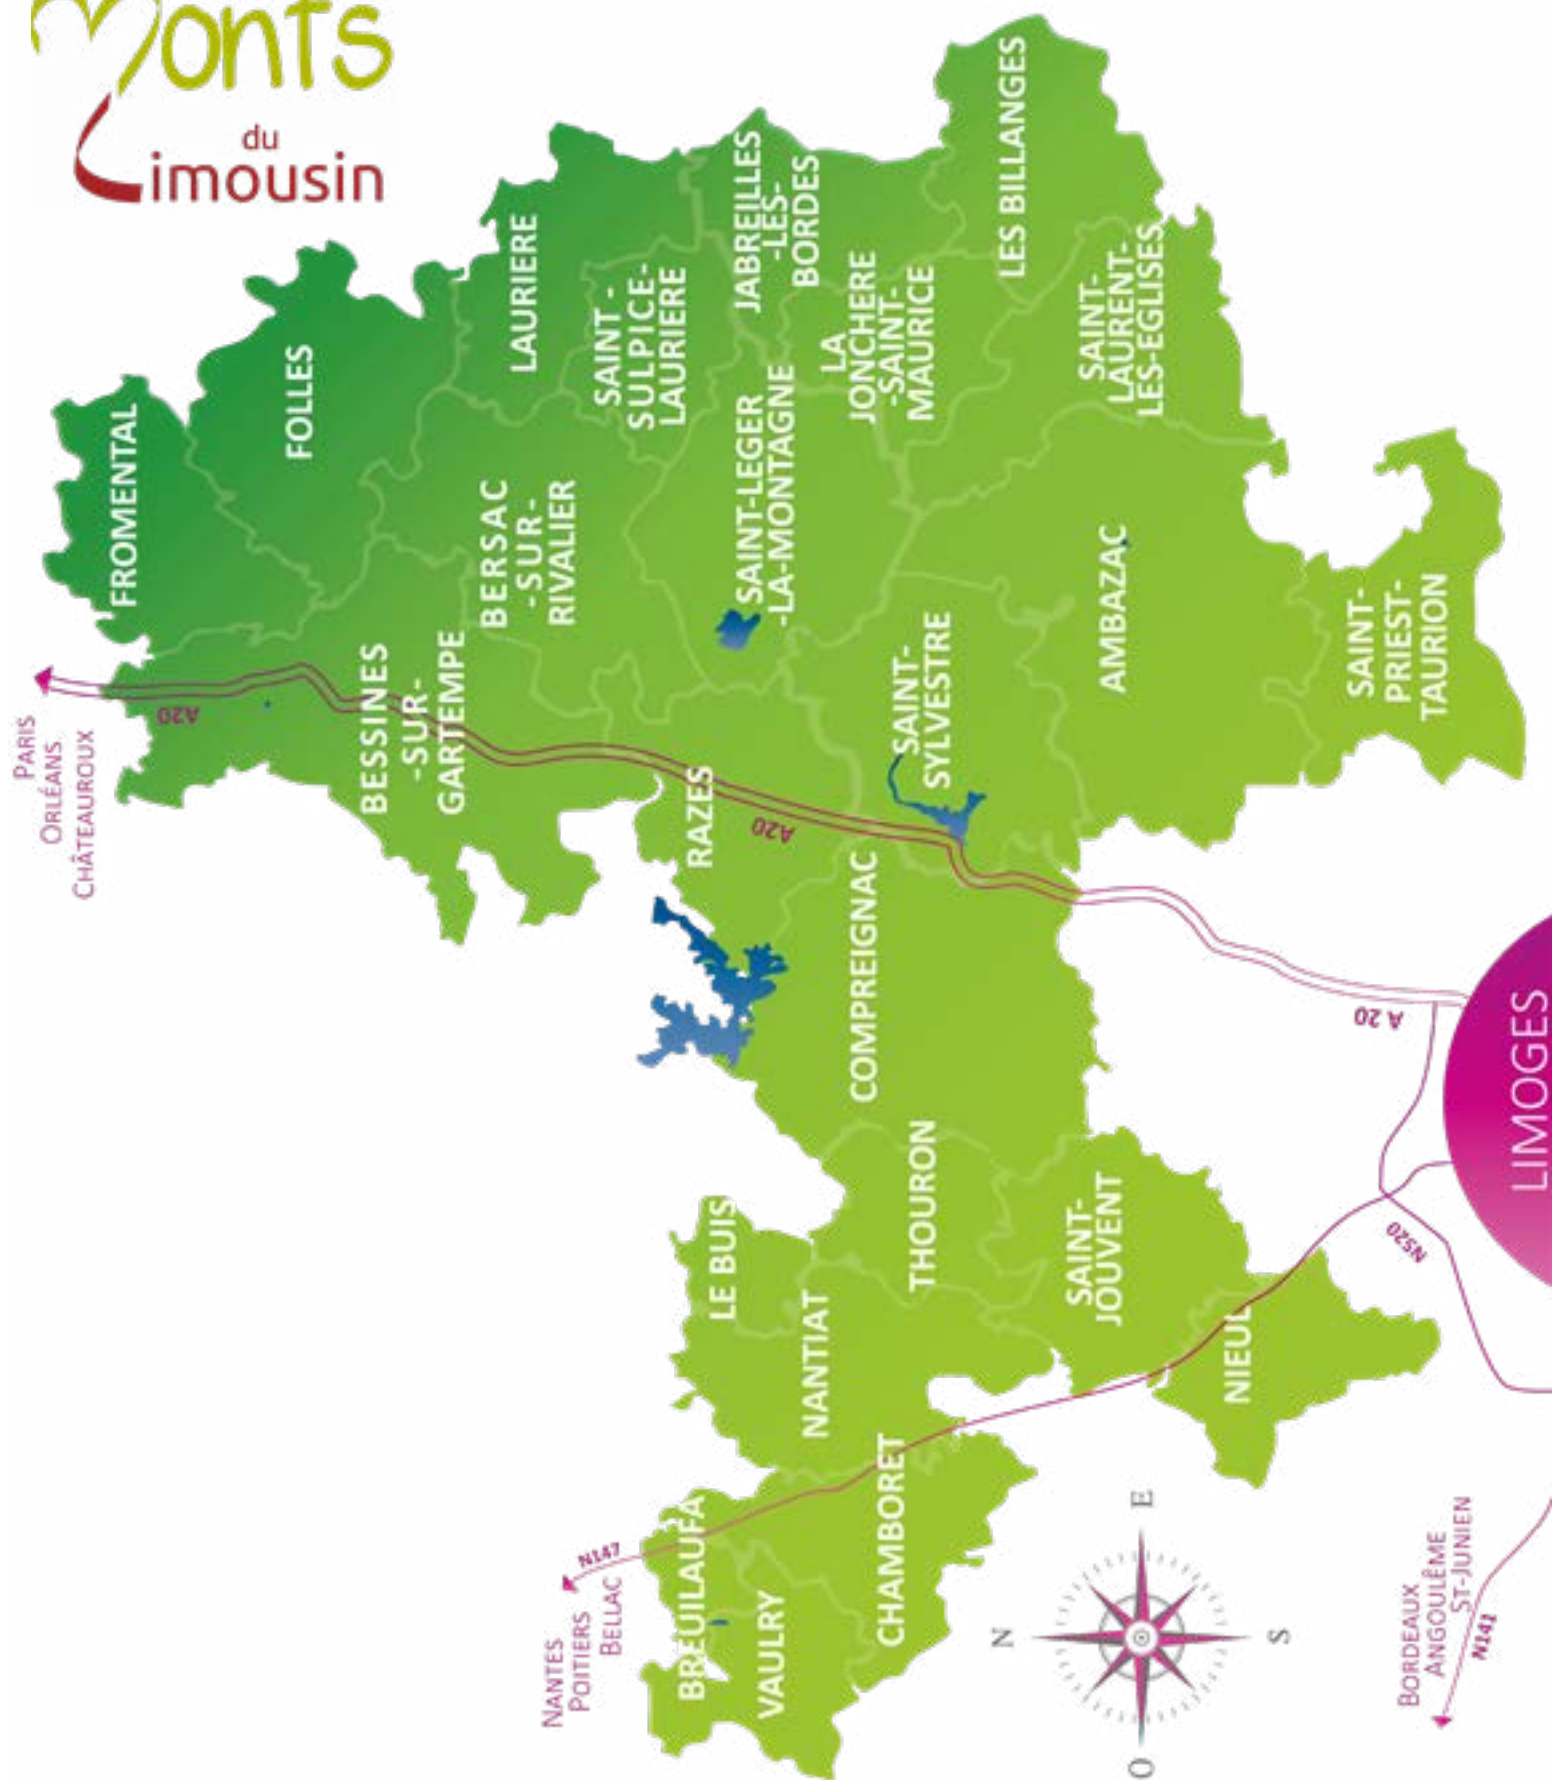 Monts
du
Limousin
PARIS
ORLÉANS
CHÂTEAUROUX
A20
FROMENTAL
FOLLES
BESSINES
-SUR-
GARTEMPE
BERSAC
-SUR-
RIVALIER
LAURIERE
SAINT -
SULPICE-
LAURIERE
RAZES
A20
SAINT-LEGER
-LA-MONTAGNE
JABREILLES
-LES-
BORDES
LA
JONCHERE
-SAINT-
MAURICE
LES BILLANGES
SAINT-
LAURENT-
LES-EGLISES
SAINT-
SYLVESTRE
AMBAZAC
SAINT-
PRIEST-
TAURION
COMPREIGNAC
THOURON
LE BUIS
NANTIAT
SAINT-
JOUVENT
NIEUL
CHAMBORET
BREUILAUFA
VAULRY
NANTES
POITIERS
BELLAC
N147
A 20
N520
LIMOGES
N
E
S
O
BORDEAUX
ANGOULÊME
ST-JUNIEN
N141